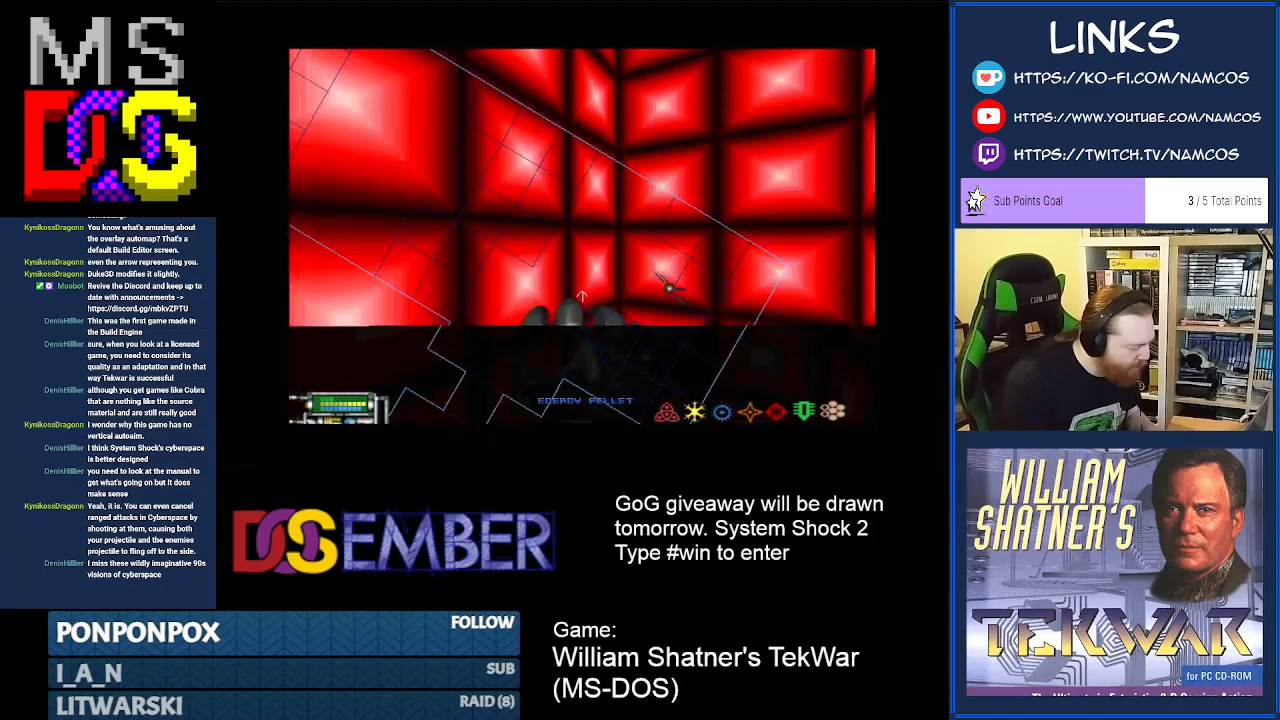 MS
DOS
something.
KynikossDragonn You know what's amusing about
the overlay automap? That's a
default Build Editor screen.
KynikossDragonn even the arrow representing you.
KynikossDragonn Duke3D modifies it slightly.
Moobot Revive the Discord and keep up to
date with announcements ->
https://discord.gg/mbkvZPTU
DenisHillier This was the first game made in
the Build Engine
DenisHillier sure, when you look at a licensed
game, you need to consider its
quality as an adaptation and in that
way Tekwar is successful
DenisHillier although you get games like Cobra
that are nothing like the source
material and are still really good
KynikossDragonn I wonder why this game has no
vertical autoaim.
DenisHillier I think System Shock's cyberspace
is better designed
DenisHillier you need to look at the manual to
get what's going on but it does
make sense
KynikossDragonn Yeah, it is. You can even cancel
ranged attacks in Cyberspace by
shooting at them, causing both
your projectile and the enemies
projectile to fling off to the side.
DenisHillier I miss these wildly imaginative 90s
visions of cyberspace
ENERGY PELLET
DOSEMBER
GoG giveaway will be drawn
tomorrow. System Shock 2
Type #win to enter
PONPONPOX FOLLOW
I_A_N SUB
LITWARSKI RAID (8)
Game:
William Shatner's TekWar
(MS-DOS)
LINKS
HTTPS://KO-FI.COM/NAMCOS
HTTPS://WWW.YOUTUBE.COM/NAMCOS
HTTPS://TWITCH.TV/NAMCOS
Sub Points Goal 3 / 5 Total Points
WILLIAM
SHATNER'S
TEKWAR
for PC CD-ROM